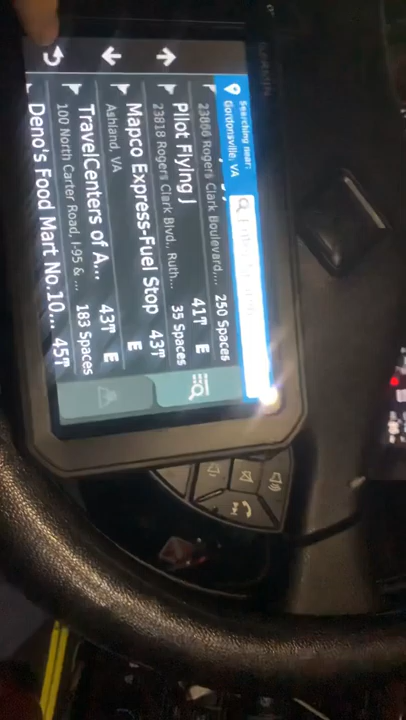 GARMIN
Searching near:
Gordonsville, VA
23866 Rogers Clark Boulevard,...
250 Spaces
Pilot Flying J
41 E
23818 Rogers Clark Blvd., Ruth...
35 Spaces
Mapco Express-Fuel Stop
43 E
Ashland, VA
TravelCenters of A...
43 E
100 North Carter Road, I-95 & ...
183 Spaces
Deno's Food Mart No.10...
45